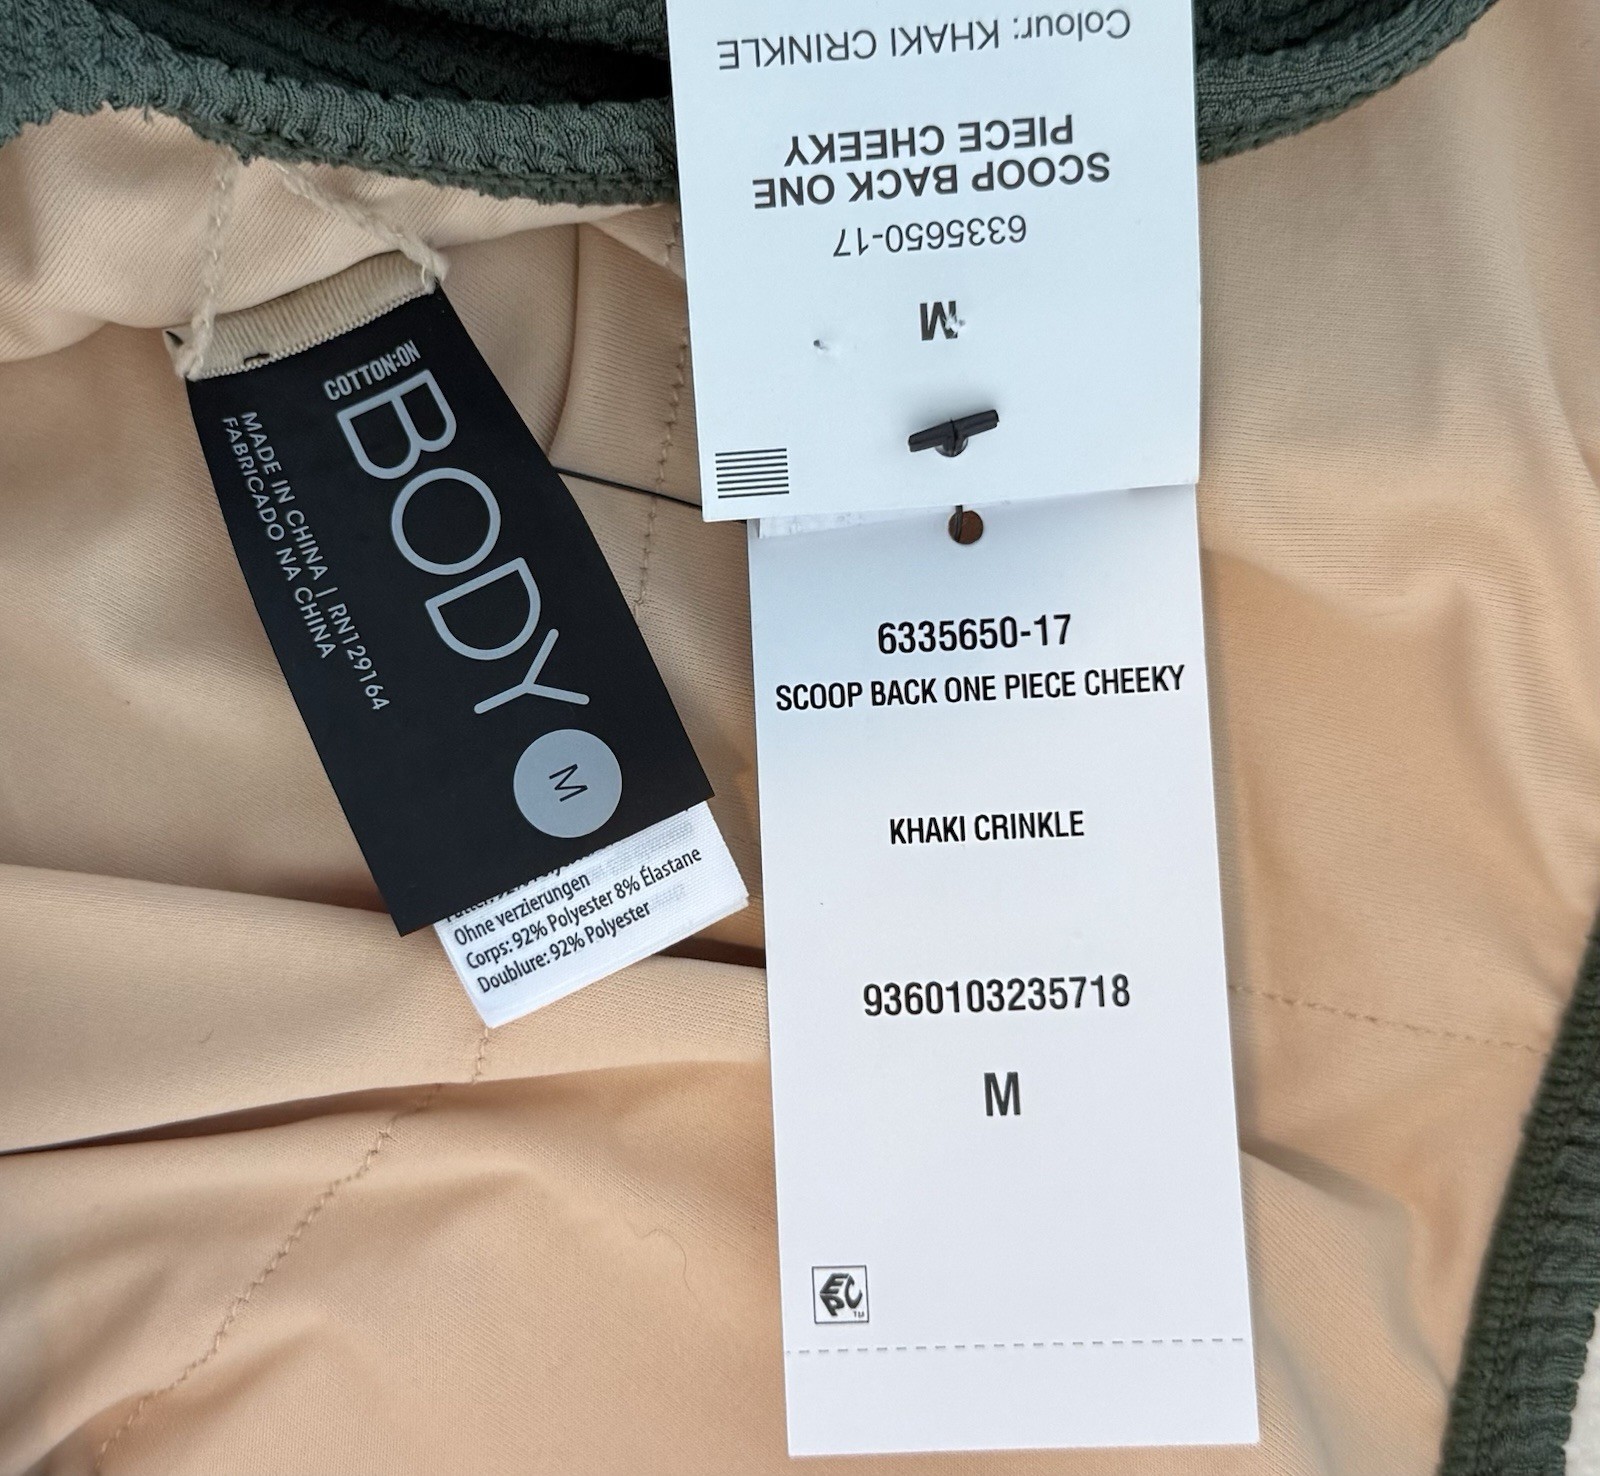 Colour: KHAKI CRINKLE
SCOOP BACK ONE
PIECE CHEEKY
6335650-17
M
COTTON:ON
BODY
M
MADE IN CHINA | RN129164
FABRICADO NA CHINA
Ohne verzierungen
Corps: 92% Polyester 8% Élastane
Doublure: 92% Polyester
6335650-17
SCOOP BACK ONE PIECE CHEEKY
KHAKI CRINKLE
9360103235718
M
EPC TM